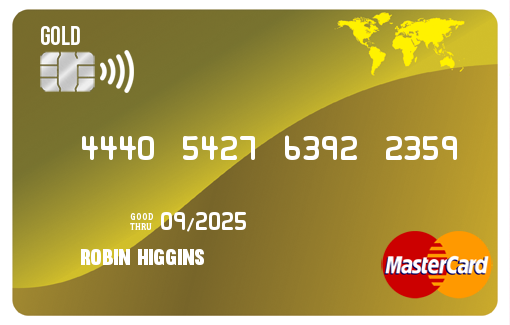 GOLD
4440 5427 6392 2359
GOOD
THRU 09/2025
ROBIN HIGGINS
MasterCard